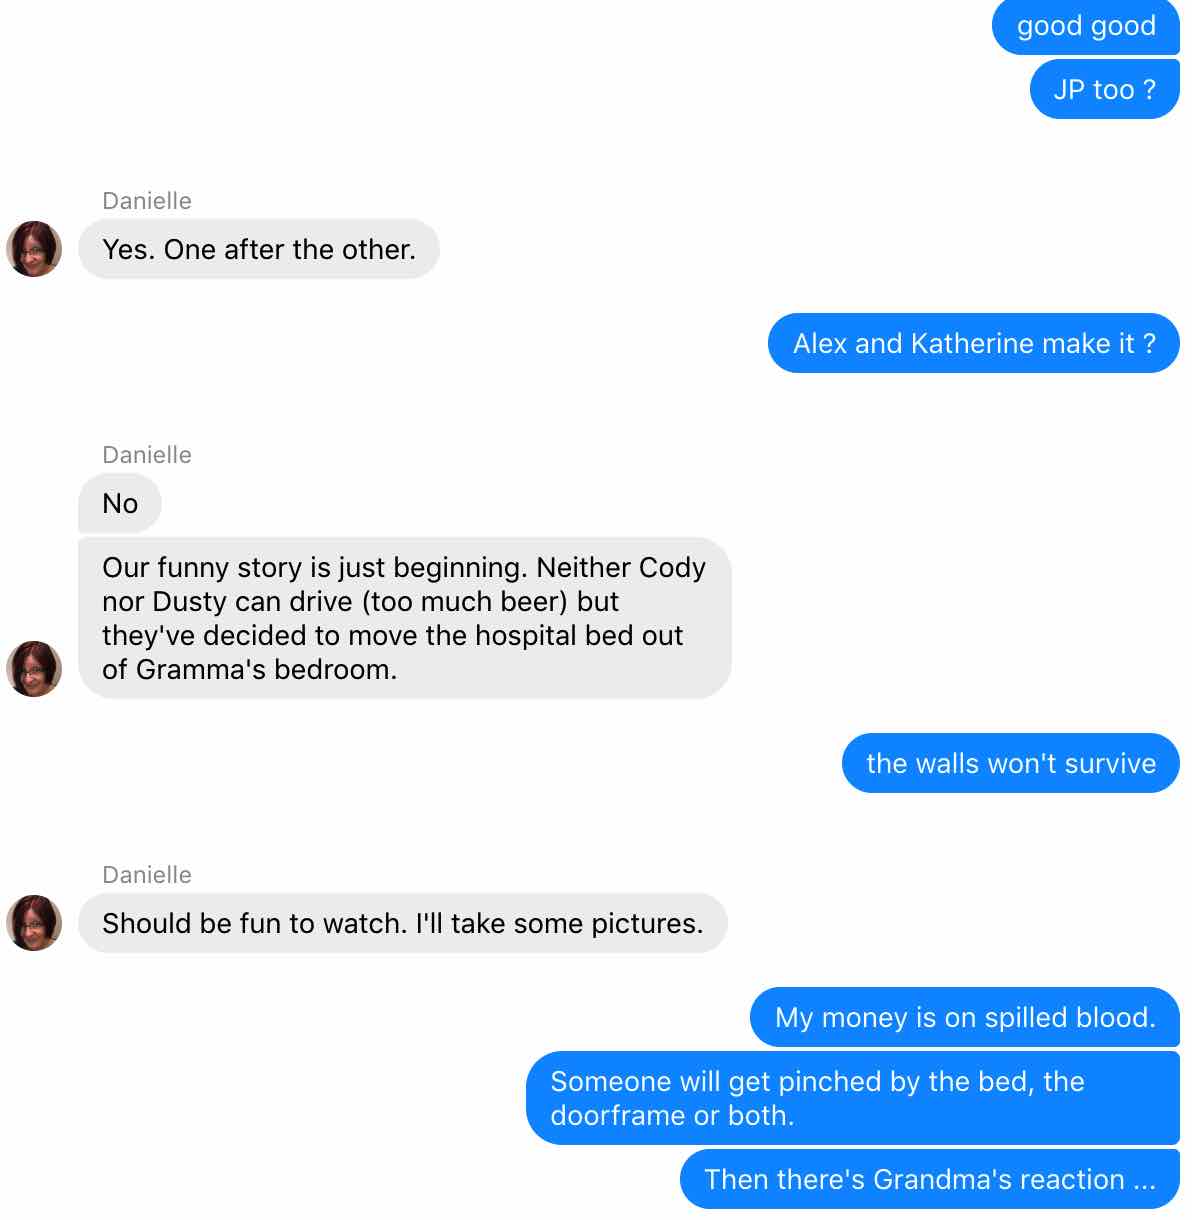 good good
JP too ?
Danielle
Yes. One after the other.
Alex and Katherine make it ?
Danielle
No
Our funny story is just beginning. Neither Cody
nor Dusty can drive (too much beer) but
they've decided to move the hospital bed out
of Gramma's bedroom.
the walls won't survive
Danielle
Should be fun to watch. I'll take some pictures.
My money is on spilled blood.
Someone will get pinched by the bed, the
doorframe or both.
Then there's Grandma's reaction ...